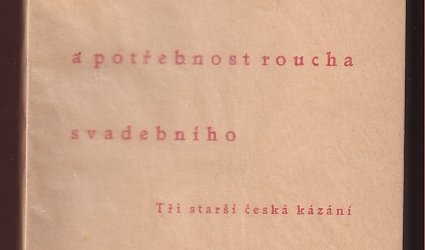 a potřebnost roucha
svadebního
Tři starší česká kázání